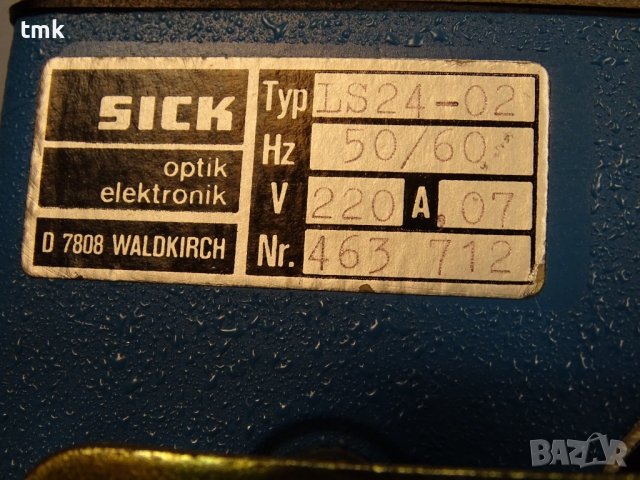 tmk
SICK
optik
elektronik
D 7808 WALDKIRCH
Typ LS24-02
Hz 50/60
V 220 A .07
Nr. 463 712
BAZAR